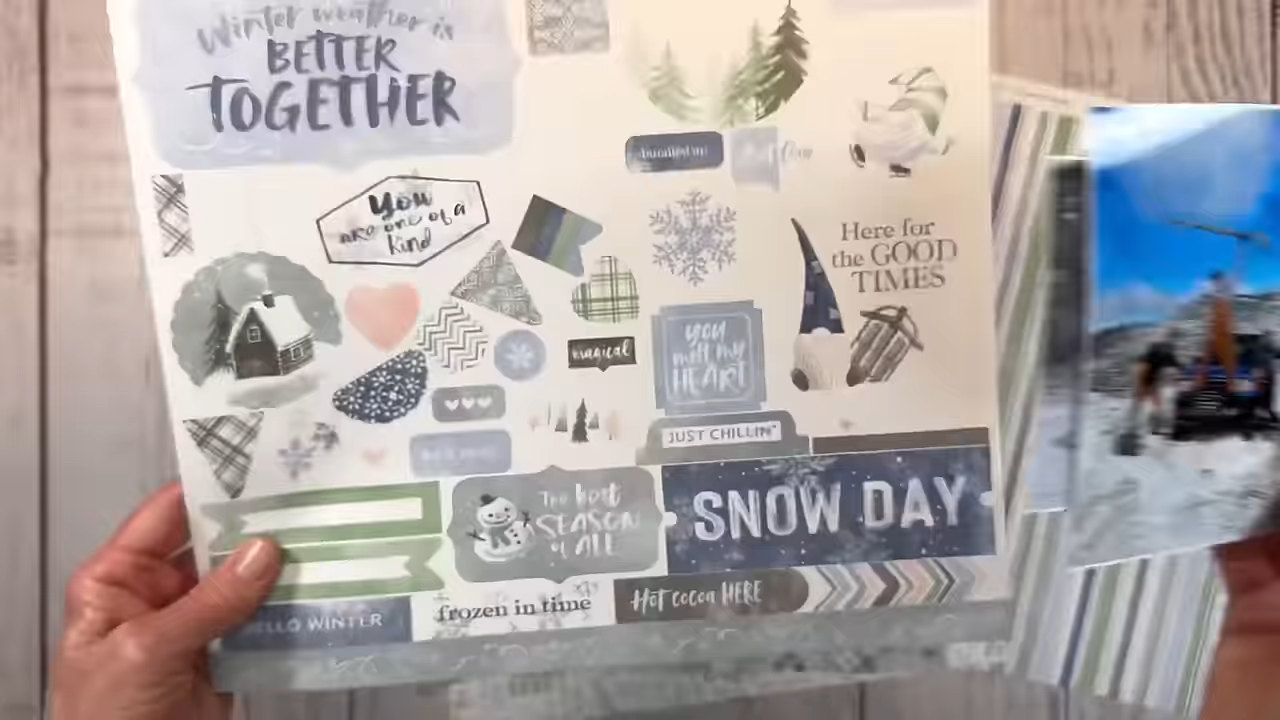 Winter weather is
BETTER
TOGETHER
You
are one of a
kind
Here for
the GOOD
TIMES
magical
you
melt my
HEART
JUST CHILLIN'
The best
SEASON
of ALL
SNOW DAY
HELLO WINTER
frozen in time
Hot cocoa HERE